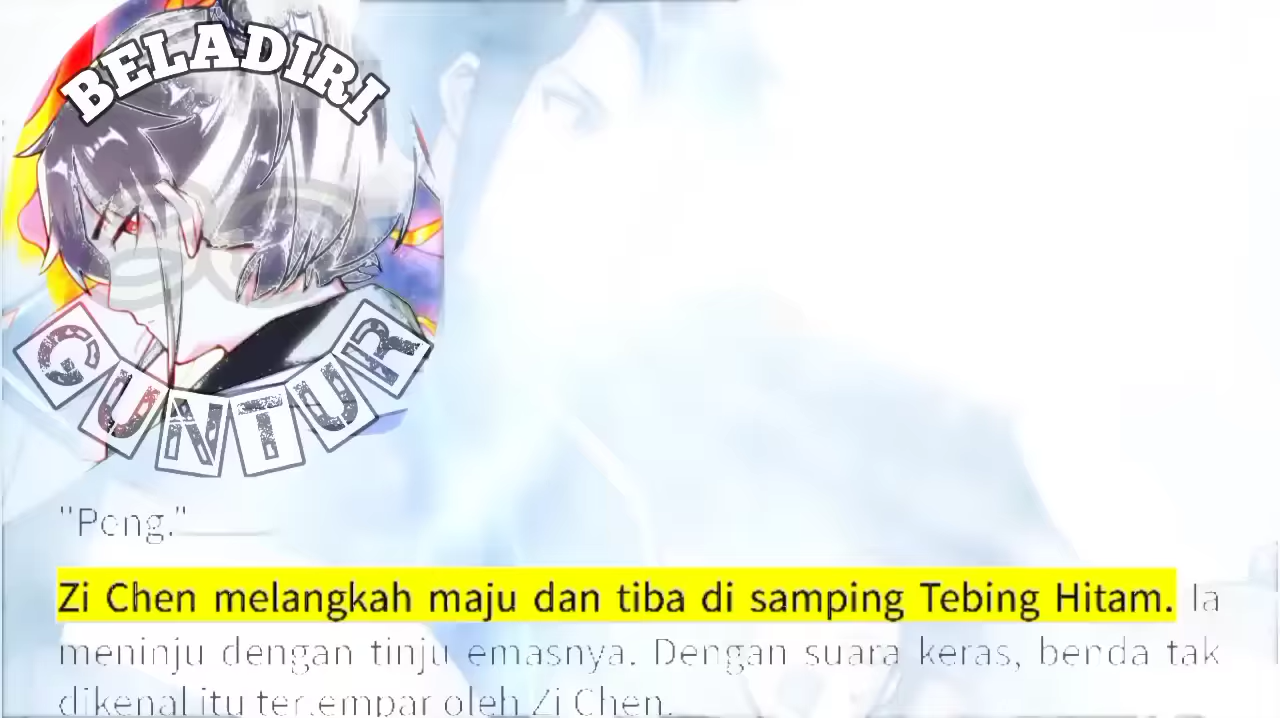 BELADIRI
GUNTUR
"Peng."
Zi Chen melangkah maju dan tiba di samping Tebing Hitam. Ia
meninju dengan tinju emasnya. Dengan suara keras, benda tak
dikenal itu terlempar oleh Zi Chen.